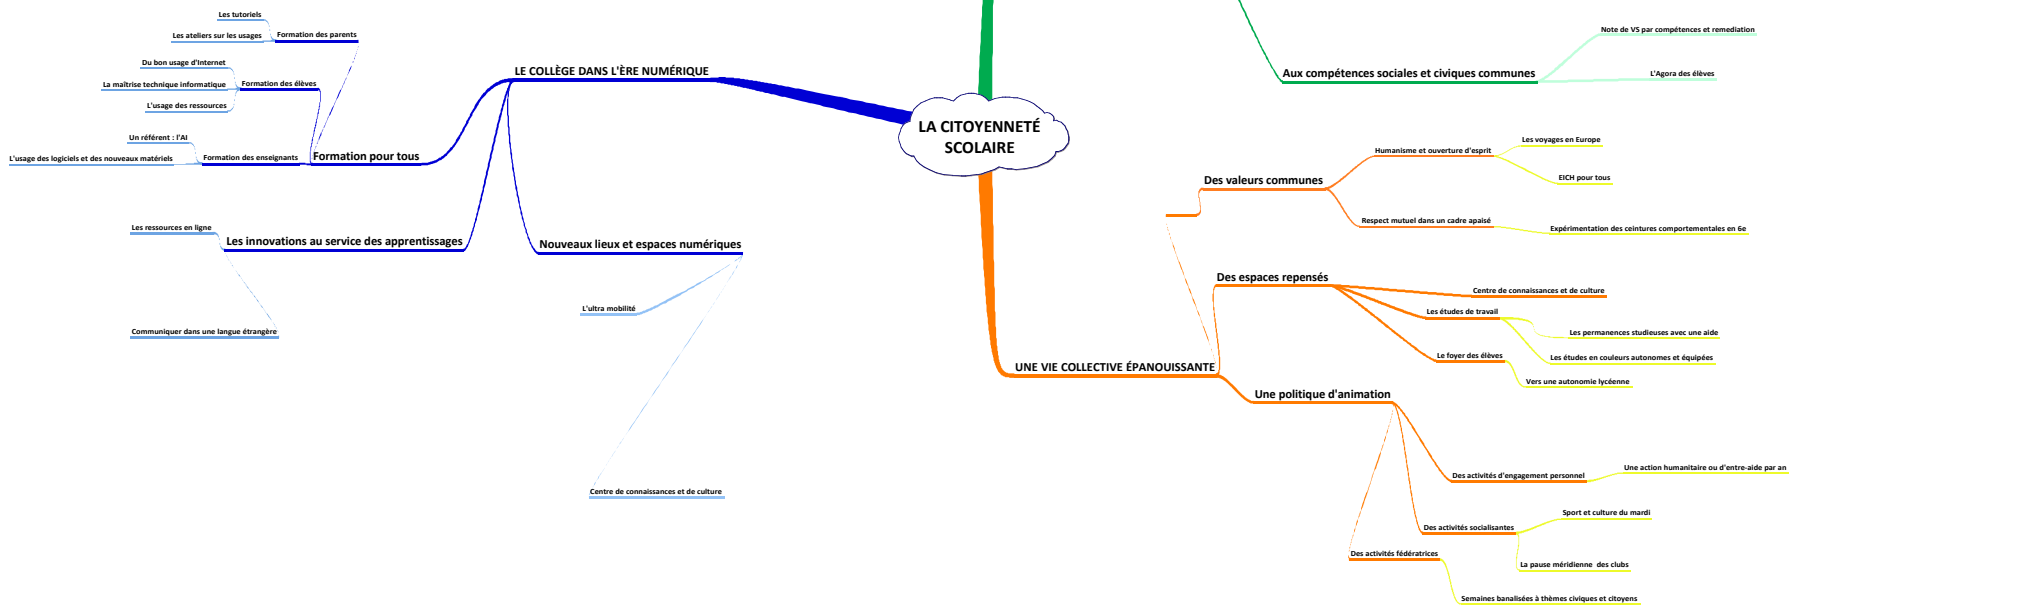 Les tutoriels
Les ateliers sur les usages
Formation des parents
Du bon usage d'Internet
La maîtrise technique informatique
L'usage des ressources
Formation des élèves
Un référent : l'AI
L'usage des logiciels et des nouveaux matériels
Formation des enseignants
Formation pour tous
LE COLLÈGE DANS L'ÈRE NUMÉRIQUE
Les ressources en ligne
Les innovations au service des apprentissages
Communiquer dans une langue étrangère
Nouveaux lieux et espaces numériques
L'ultra mobilité
Centre de connaissances et de culture
LA CITOYENNETÉ
SCOLAIRE
Aux compétences sociales et civiques communes
Note de VS par compétences et remediation
L'Agora des élèves
Des valeurs communes
Humanisme et ouverture d'esprit
Les voyages en Europe
EICH pour tous
Respect mutuel dans un cadre apaisé
Expérimentation des ceintures comportementales en 6e
Des espaces repensés
Centre de connaissances et de culture
Les études de travail
Les permanences studieuses avec une aide
Les études en couleurs autonomes et équipées
Le foyer des élèves
Vers une autonomie lycéenne
UNE VIE COLLECTIVE ÉPANOUISSANTE
Une politique d'animation
Des activités d'engagement personnel
Une action humanitaire ou d'entre-aide par an
Des activités socialisantes
Sport et culture du mardi
La pause méridienne  des clubs
Des activités fédératrices
Semaines banalisées à thèmes civiques et citoyens